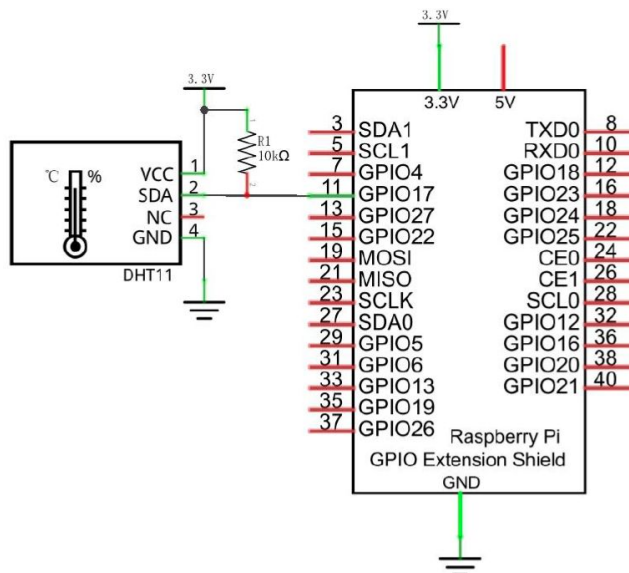 3.3V
3.3V
3.3V 5V
℃ %
VCC 1
SDA 2
NC 3
GND 4
DHT11
1
R1
10kΩ
2
3 SDA1 TXD0 8
5 SCL1 RXD0 10
7 GPIO4 GPIO18 12
11 GPIO17 GPIO23 16
13 GPIO27 GPIO24 18
15 GPIO22 GPIO25 22
19 MOSI CE0 24
21 MISO CE1 26
23 SCLK SCL0 28
27 SDA0 GPIO12 32
29 GPIO5 GPIO16 36
31 GPIO6 GPIO20 38
33 GPIO13 GPIO21 40
35 GPIO19
37 GPIO26
Raspberry Pi
GPIO Extension Shield
GND